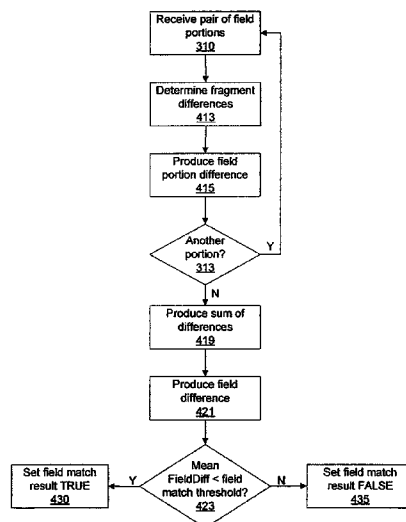 Receive pair of field
portions
310
Determine fragment
differences
413
Produce field
portion difference
415
Another
portion?
313
Y
N
Produce sum of
differences
419
Produce field
difference
421
Mean
FieldDiff < field
match threshold?
423
Y
N
Set field match
result TRUE
430
Set field match
result FALSE
435